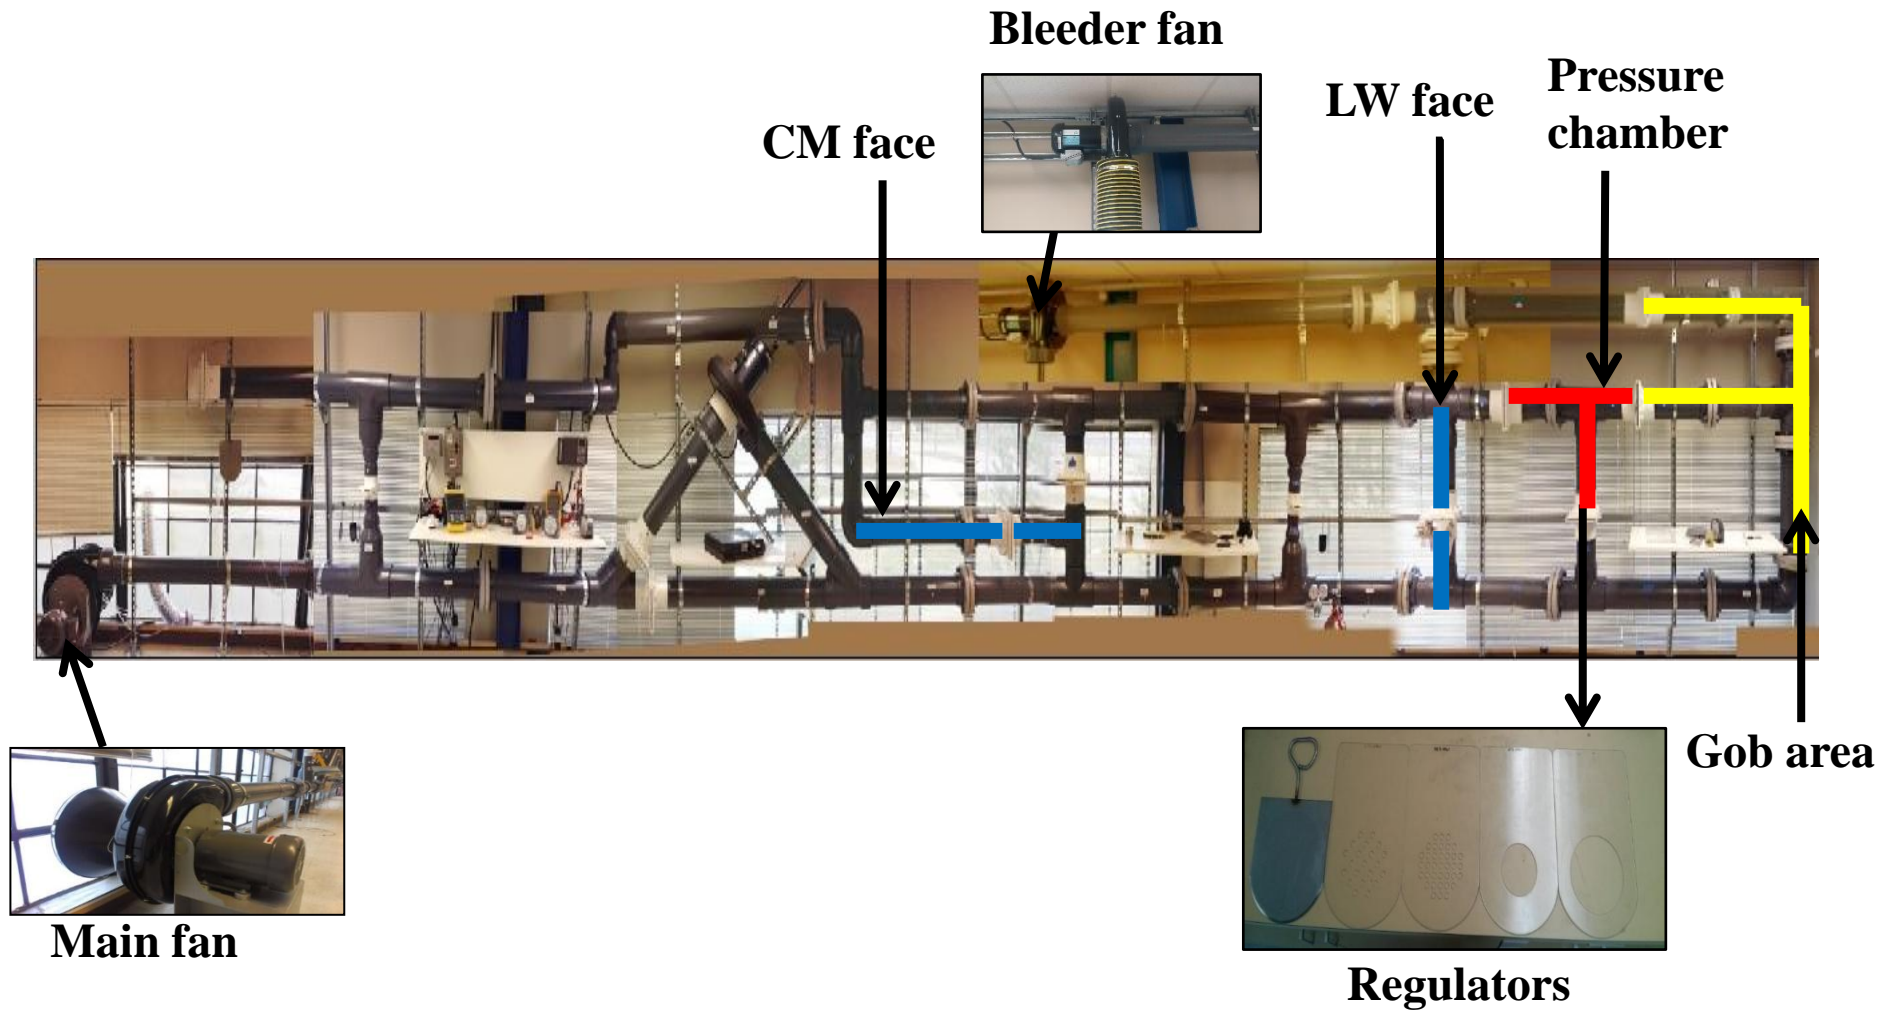 Bleeder fan
Pressure
chamber
LW face
CM face
Gob area
Main fan
Regulators